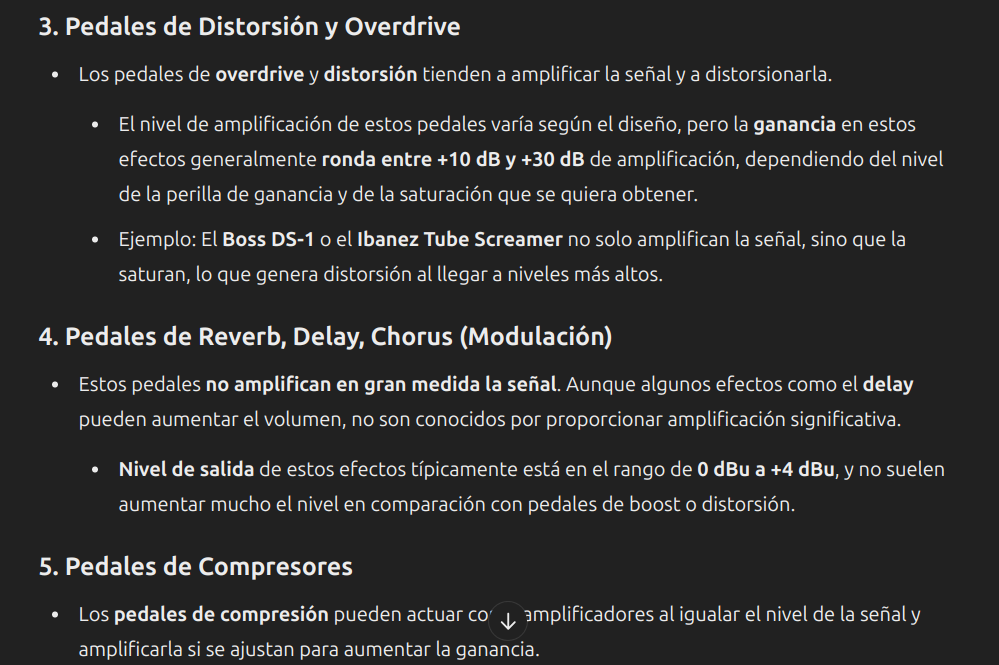 3. Pedales de Distorsión y Overdrive
Los pedales de overdrive y distorsión tienden a amplificar la señal y a distorsionarla.
El nivel de amplificación de estos pedales varía según el diseño, pero la ganancia en estos
efectos generalmente ronda entre +10 dB y +30 dB de amplificación, dependiendo del nivel
de la perilla de ganancia y de la saturación que se quiera obtener.
Ejemplo: El Boss DS-1 o el Ibanez Tube Screamer no solo amplifican la señal, sino que la
saturan, lo que genera distorsión al llegar a niveles más altos.
4. Pedales de Reverb, Delay, Chorus (Modulación)
Estos pedales no amplifican en gran medida la señal. Aunque algunos efectos como el delay
pueden aumentar el volumen, no son conocidos por proporcionar amplificación significativa.
Nivel de salida de estos efectos típicamente está en el rango de 0 dBu a +4 dBu, y no suelen
aumentar mucho el nivel en comparación con pedales de boost o distorsión.
5. Pedales de Compresores
Los pedales de compresión pueden actuar amplificadores al igualar el nivel de la señal y
amplificarla si se ajustan para aumentar la ganancia.